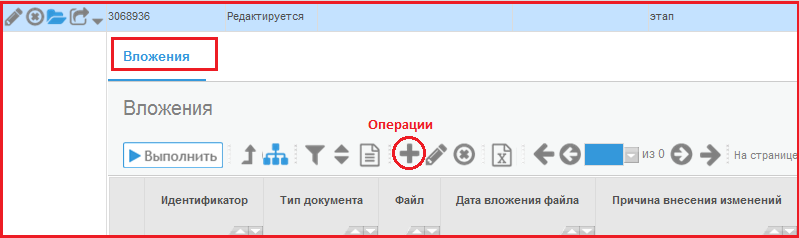 3068936 Редактируется этап
Вложения
Вложения
Операции
Выполнить из 0 На странице
Идентификатор Тип документа Файл Дата вложения файла Причина внесения изменений